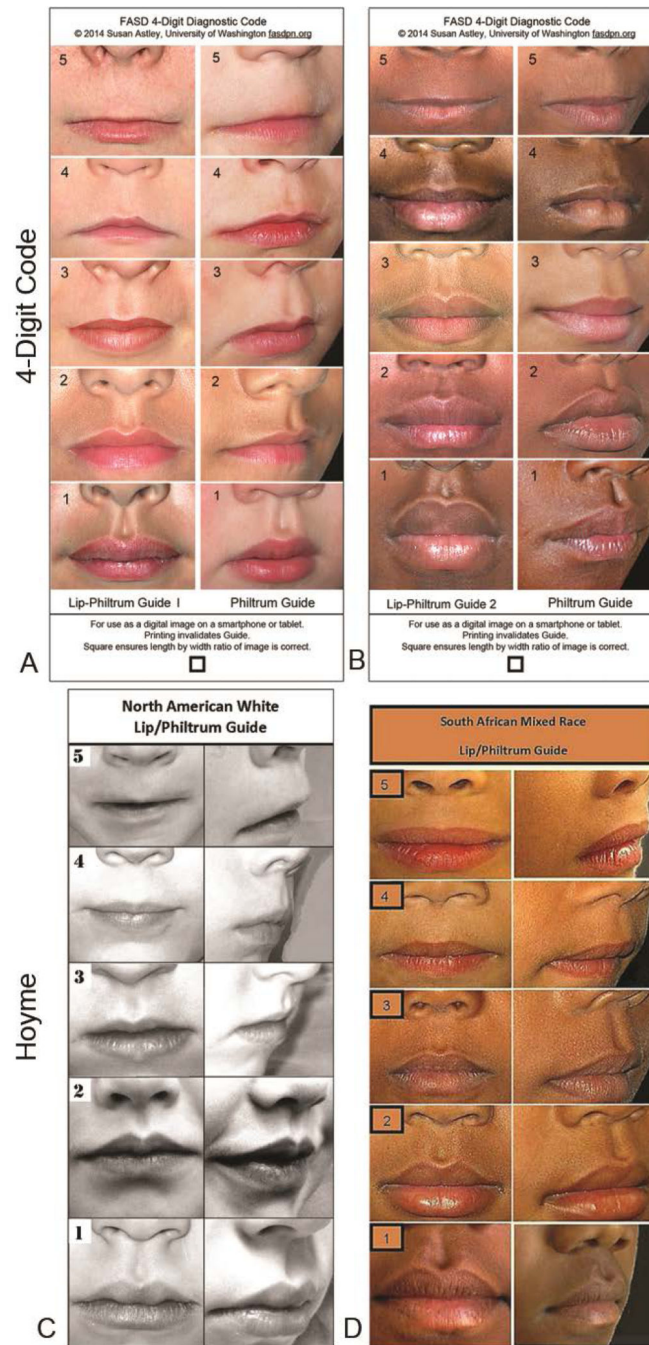 FASD 4-Digit Diagnostic Code
© 2014 Susan Astley, University of Washington fasdpn.org
5
5
4
4
3
3
2
2
1
1
Lip-Philtrum Guide 1
Philtrum Guide
For use as a digital image on a smartphone or tablet.
Printing invalidates Guide.
Square ensures length by width ratio of image is correct.
A
4-Digit Code
FASD 4-Digit Diagnostic Code
© 2014 Susan Astley, University of Washington fasdpn.org
5
5
4
4
3
3
2
2
1
1
Lip-Philtrum Guide 2
Philtrum Guide
For use as a digital image on a smartphone or tablet.
Printing invalidates Guide.
Square ensures length by width ratio of image is correct.
B
North American White
Lip/Philtrum Guide
5
4
3
2
1
C
Hoyme
South African Mixed Race
Lip/Philtrum Guide
5
4
3
2
1
D